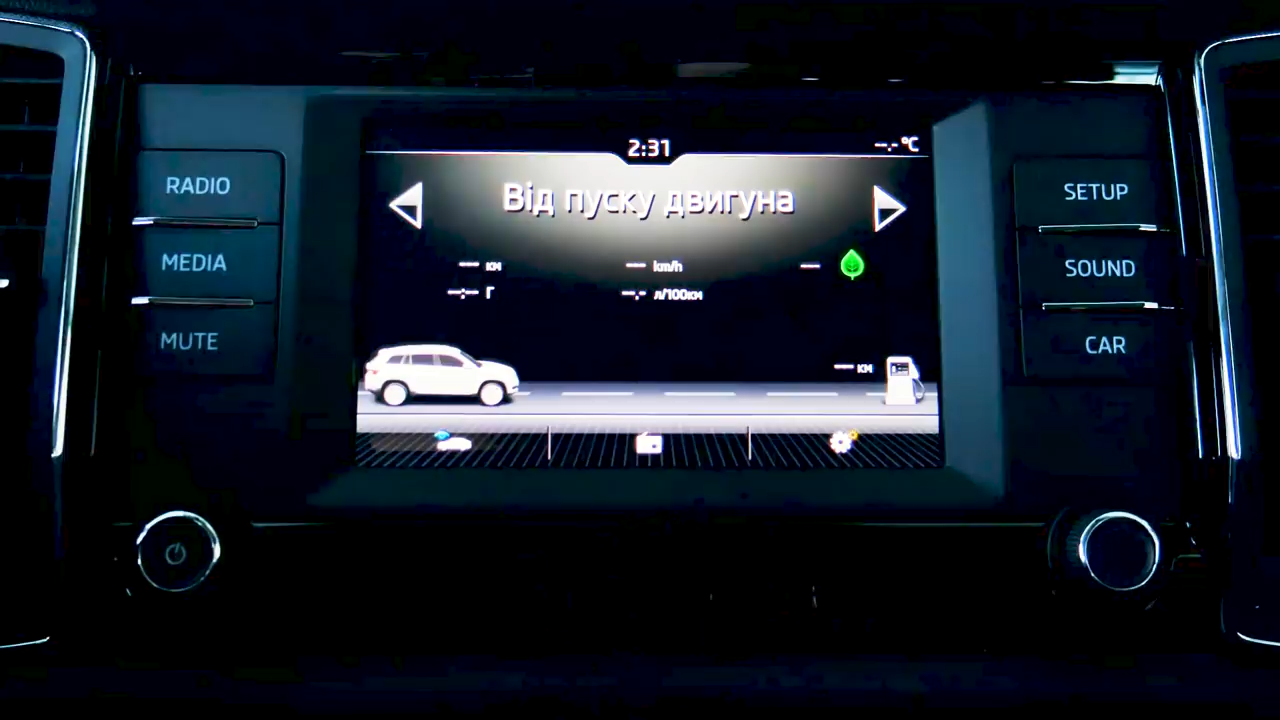 2:31
--.- °C
Від пуску двигуна
RADIO
MEDIA
MUTE
SETUP
SOUND
CAR
--- км
--- km/h
---
--:-- Г
--.- л/100км
--- км